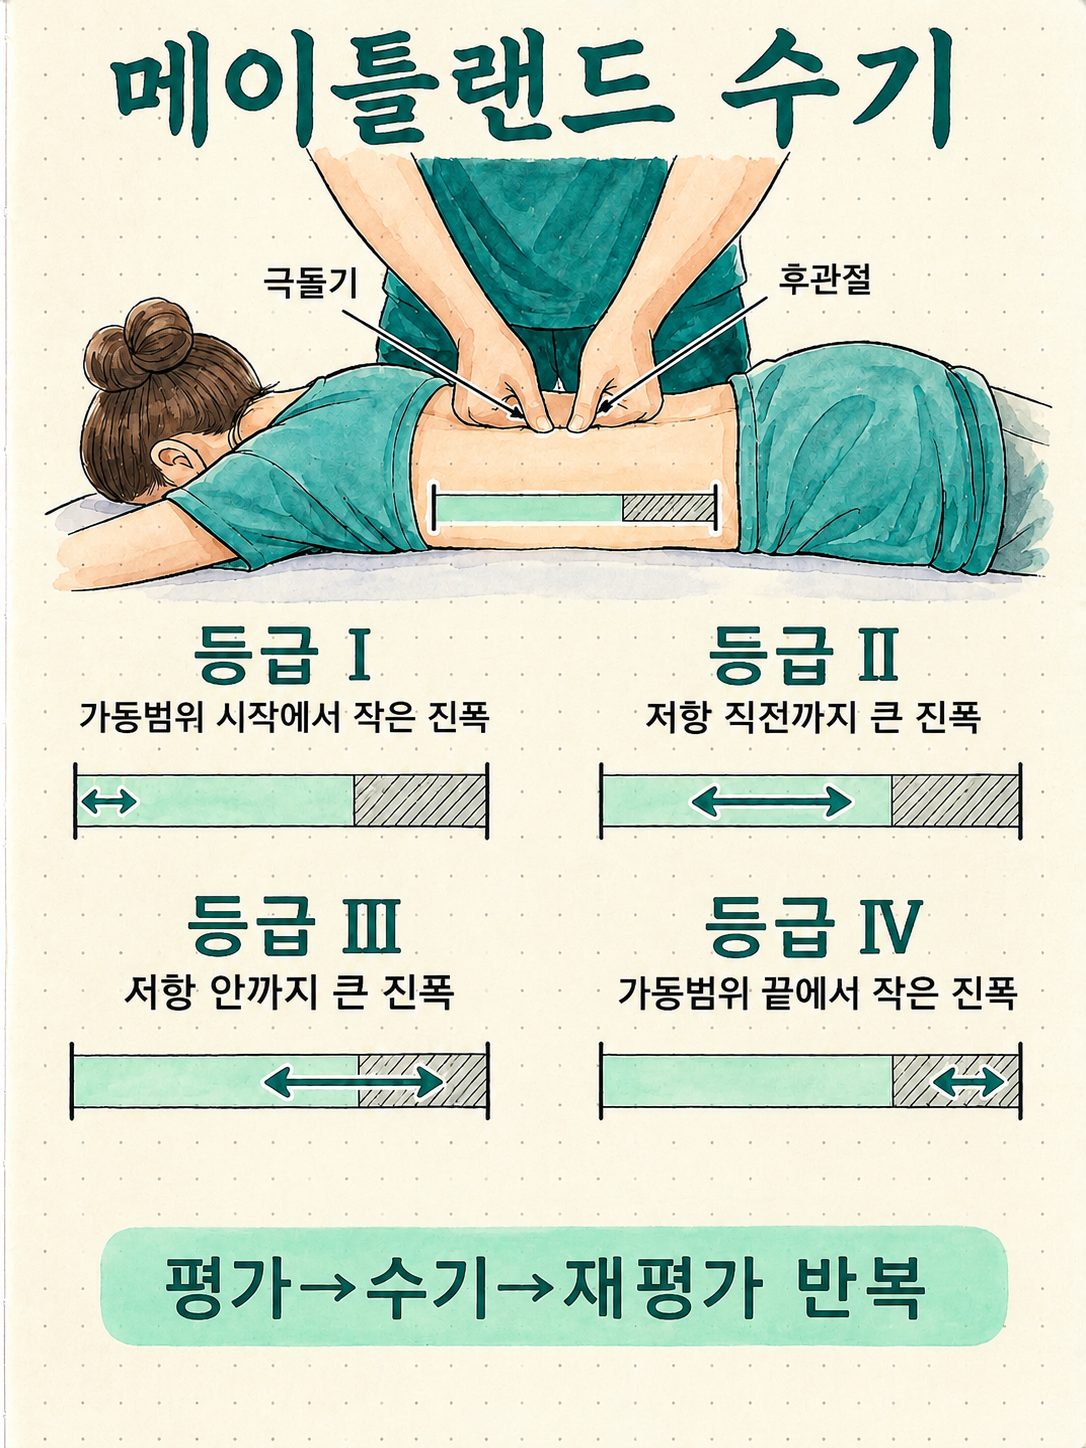 메이틀랜드 수기
극돌기
후관절
등급 Ⅰ
가동범위 시작에서 작은 진폭
등급 Ⅱ
저항 직전까지 큰 진폭
등급 Ⅲ
저항 안까지 큰 진폭
등급 Ⅳ
가동범위 끝에서 작은 진폭
평가→수기→재평가 반복